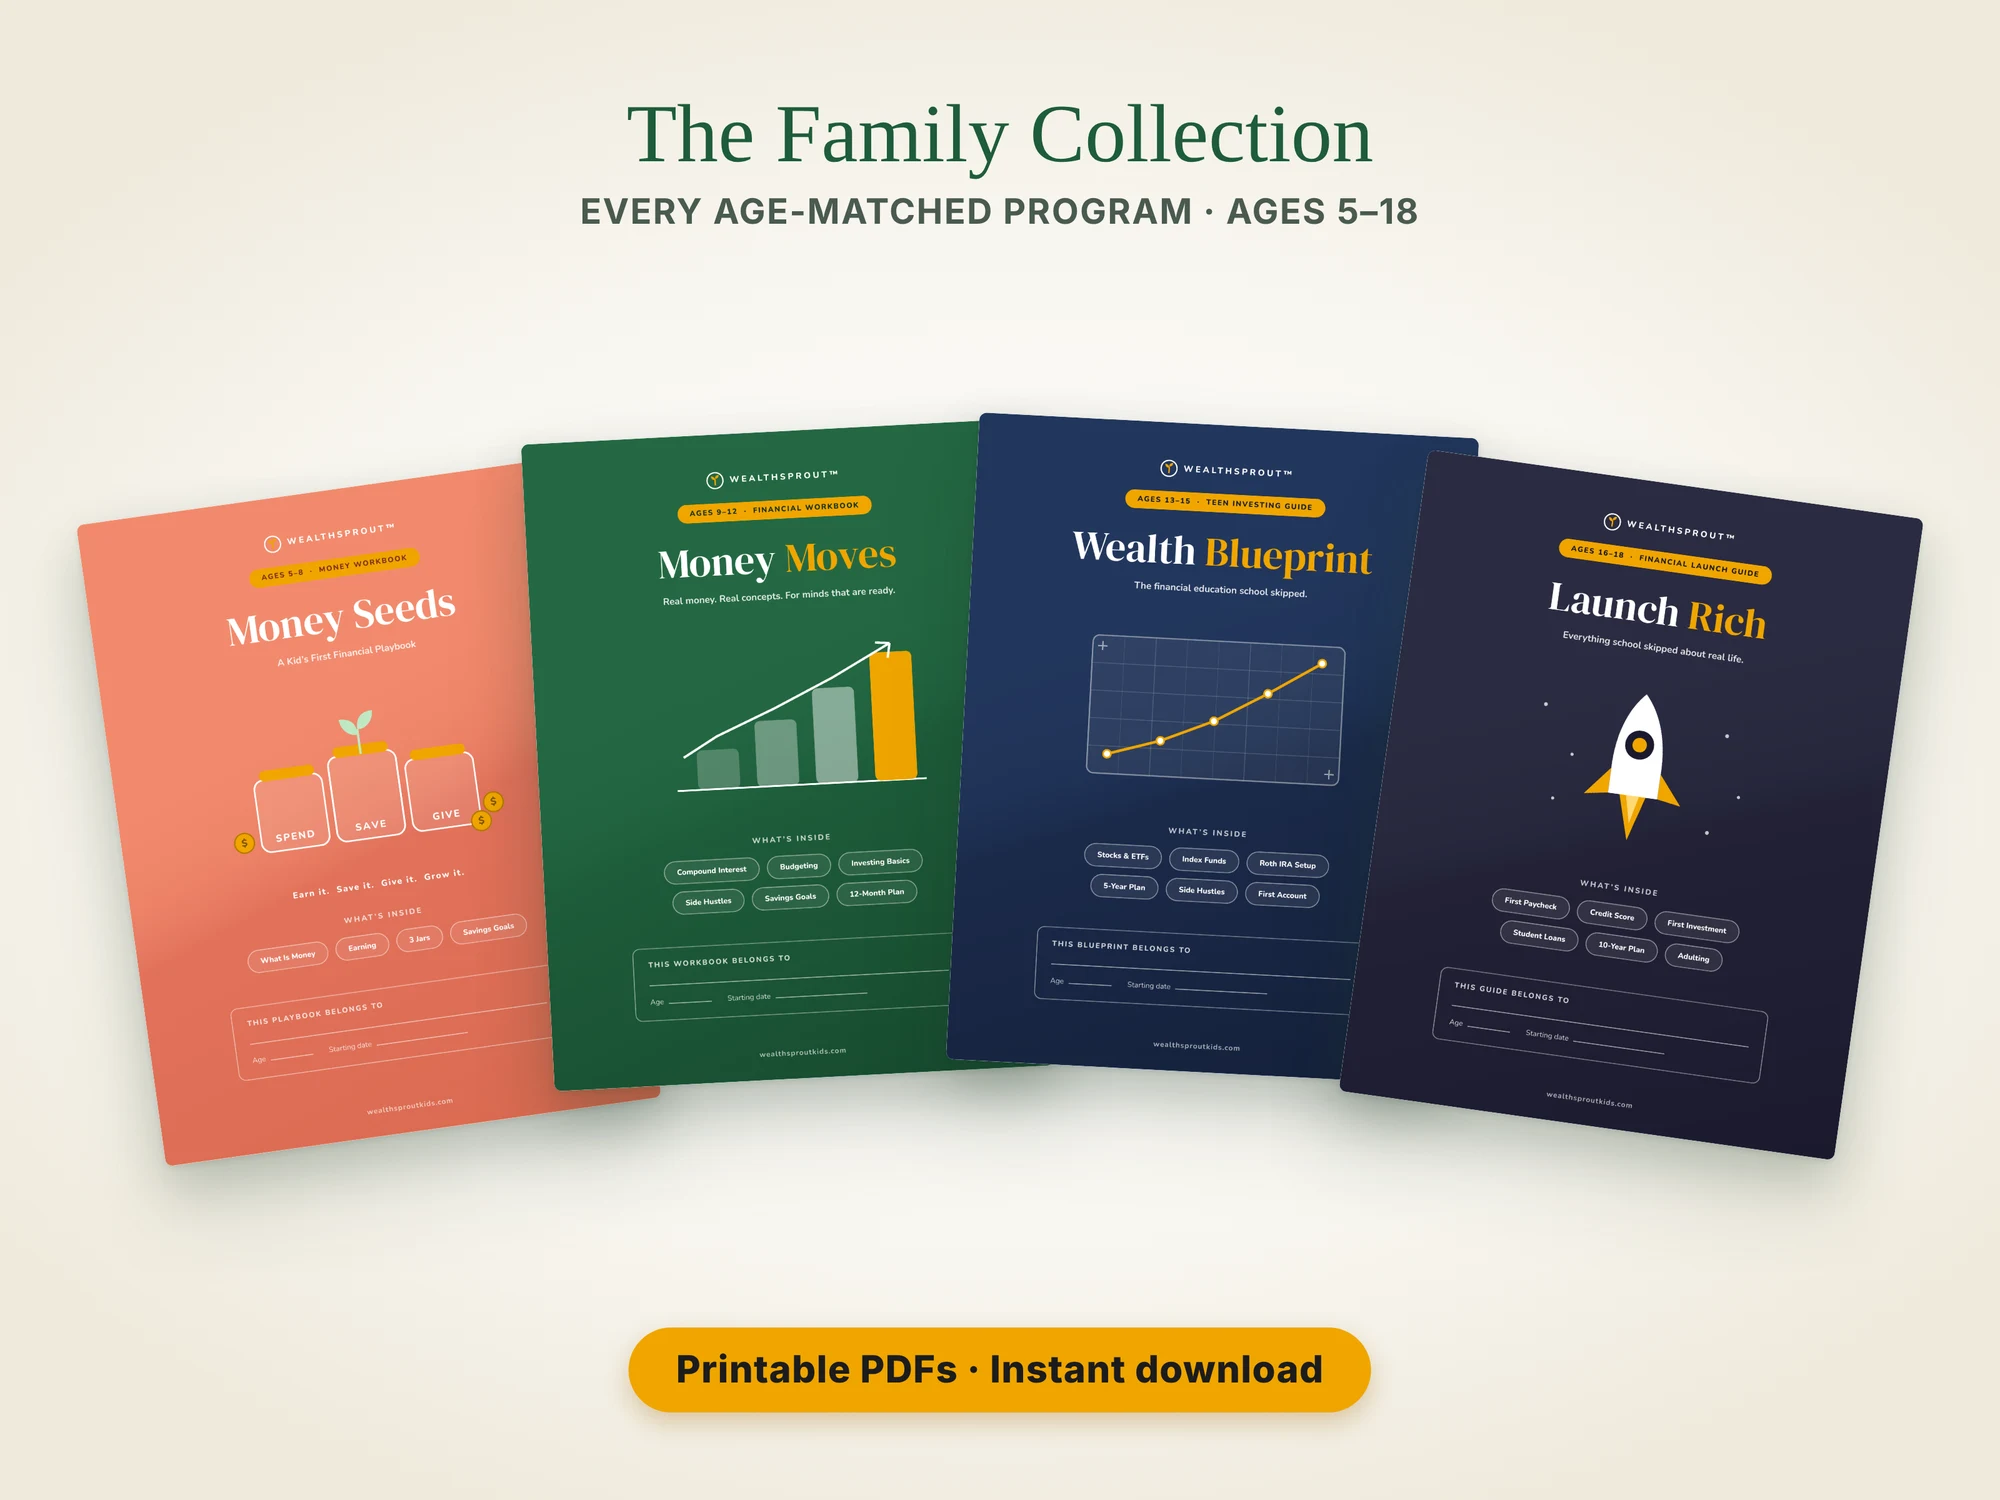 The Family Collection
EVERY AGE-MATCHED PROGRAM · AGES 5–18
WEALTHSPROUT™
AGES 5–8 · MONEY WORKBOOK
Money Seeds
A Kid's First Financial Playbook
SPEND
SAVE
GIVE
$
$
$
Earn it. Save it. Give it. Grow it.
WHAT'S INSIDE
What Is Money
Earning
3 Jars
Savings Goals
THIS PLAYBOOK BELONGS TO
Age
Starting date
wealthsproutkids.com
WEALTHSPROUT™
AGES 9–12 · FINANCIAL WORKBOOK
Money Moves
Real money. Real concepts. For minds that are ready.
WHAT'S INSIDE
Compound Interest
Budgeting
Investing Basics
Side Hustles
Savings Goals
12-Month Plan
THIS WORKBOOK BELONGS TO
Age
Starting date
wealthsproutkids.com
WEALTHSPROUT™
AGES 13–15 · TEEN INVESTING GUIDE
Wealth Blueprint
The financial education school skipped.
WHAT'S INSIDE
Stocks & ETFs
Index Funds
Roth IRA Setup
5-Year Plan
Side Hustles
First Account
THIS BLUEPRINT BELONGS TO
Age
Starting date
wealthsproutkids.com
WEALTHSPROUT™
AGES 16–18 · FINANCIAL LAUNCH GUIDE
Launch Rich
Everything school skipped about real life.
WHAT'S INSIDE
First Paycheck
Credit Score
First Investment
Student Loans
10-Year Plan
Adulting
THIS GUIDE BELONGS TO
Age
Starting date
wealthsproutkids.com
Printable PDFs · Instant download